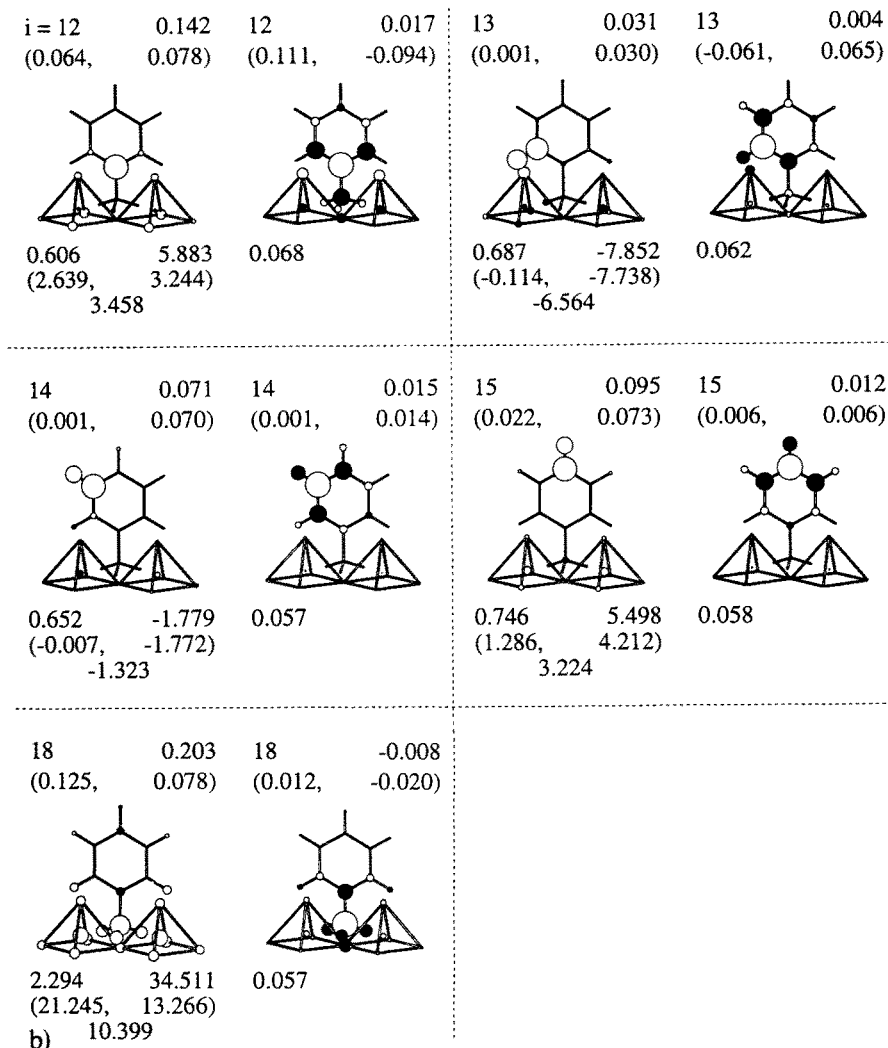 i = 12 0.142 12 0.017
(0.064, 0.078) (0.111, -0.094)
0.606 5.883 0.068
(2.639, 3.244)
3.458
13 0.031 13 0.004
(0.001, 0.030) (-0.061, 0.065)
0.687 -7.852 0.062
(-0.114, -7.738)
-6.564
14 0.071 14 0.015
(0.001, 0.070) (0.001, 0.014)
0.652 -1.779 0.057
(-0.007, -1.772)
-1.323
15 0.095 15 0.012
(0.022, 0.073) (0.006, 0.006)
0.746 5.498 0.058
(1.286, 4.212)
3.224
18 0.203 18 -0.008
(0.125, 0.078) (0.012, -0.020)
2.294 34.511 0.057
(21.245, 13.266)
b) 10.399